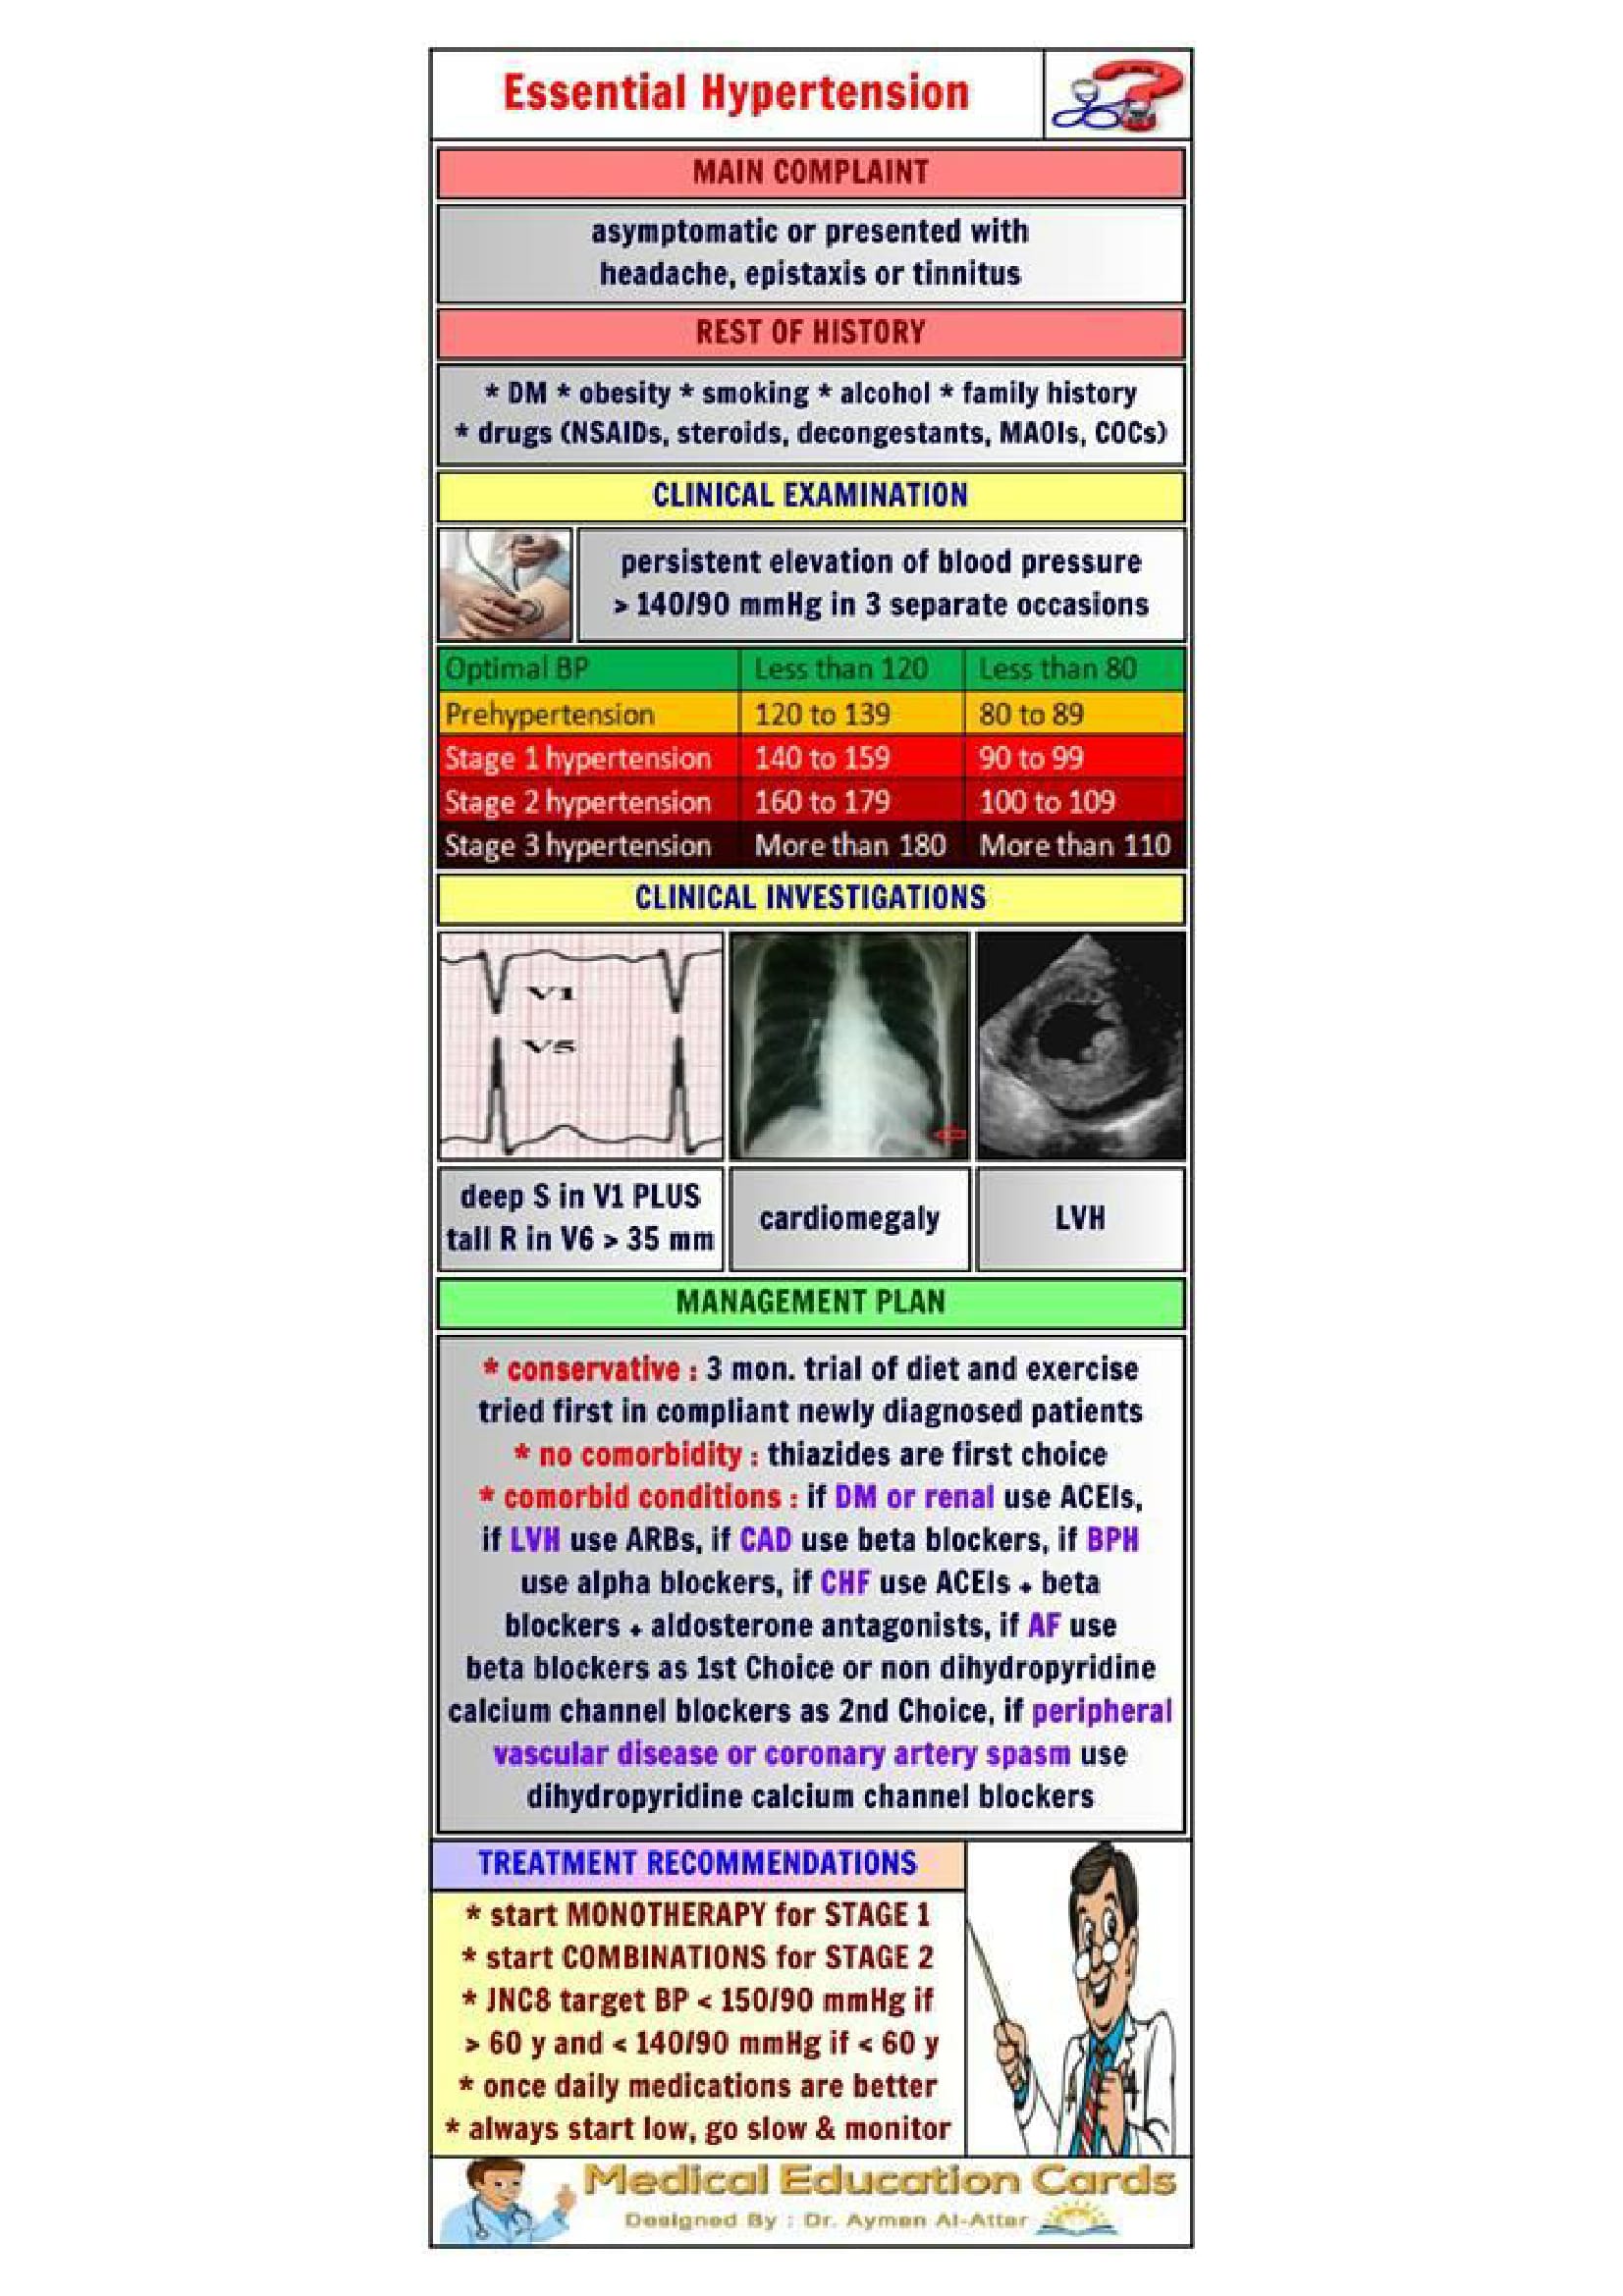 Essential Hypertension
MAIN COMPLAINT
asymptomatic or presented with
headache, epistaxis or tinnitus
REST OF HISTORY
* DM * obesity * smoking * alcohol * family history
* drugs (NSAIDs, steroids, decongestants, MAOIs, COCs)
CLINICAL EXAMINATION
persistent elevation of blood pressure
> 140/90 mmHg in 3 separate occasions
Optimal BP Less than 120 Less than 80
Prehypertension 120 to 139 80 to 89
Stage 1 hypertension 140 to 159 90 to 99
Stage 2 hypertension 160 to 179 100 to 109
Stage 3 hypertension More than 180 More than 110
CLINICAL INVESTIGATIONS
V1
V5
deep S in V1 PLUS
tall R in V6 > 35 mm
cardiomegaly
LVH
MANAGEMENT PLAN
* conservative : 3 mon. trial of diet and exercise
tried first in compliant newly diagnosed patients
* no comorbidity : thiazides are first choice
* comorbid conditions : if DM or renal use ACEIs,
if LVH use ARBs, if CAD use beta blockers, if BPH
use alpha blockers, if CHF use ACEIs + beta
blockers + aldosterone antagonists, if AF use
beta blockers as 1st Choice or non dihydropyridine
calcium channel blockers as 2nd Choice, if peripheral
vascular disease or coronary artery spasm use
dihydropyridine calcium channel blockers
TREATMENT RECOMMENDATIONS
* start MONOTHERAPY for STAGE 1
* start COMBINATIONS for STAGE 2
* JNC8 target BP < 150/90 mmHg if
> 60 y and < 140/90 mmHg if < 60 y
* once daily medications are better
* always start low, go slow & monitor
Medical Education Cards
Designed By : Dr. Aymen Al-Attar